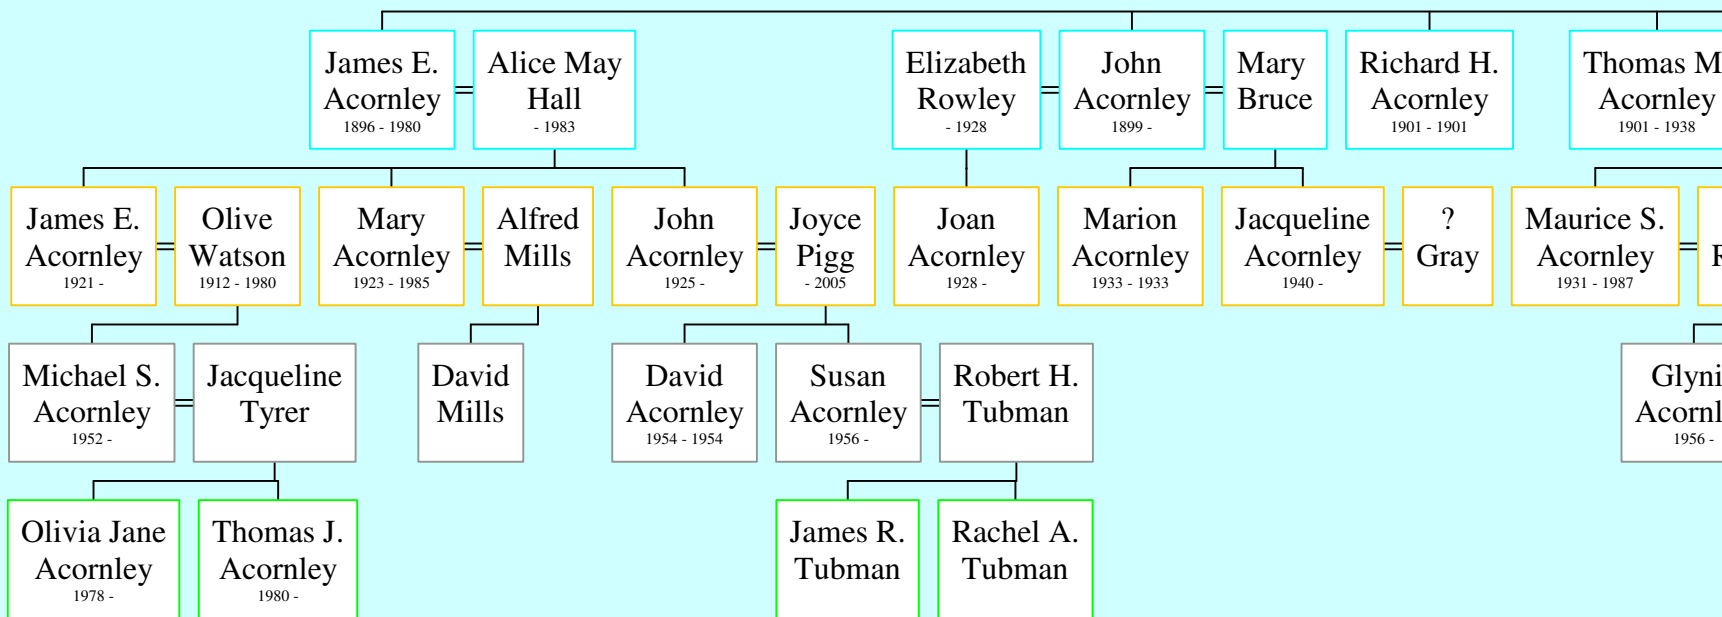 James E.
Acornley
1896 - 1980
Alice May
Hall
- 1983
Elizabeth
Rowley
- 1928
John
Acornley
1899 -
Mary
Bruce
Richard H.
Acornley
1901 - 1901
Thomas M
Acornley
1901 - 1938
James E.
Acornley
1921 -
Olive
Watson
1912 - 1980
Mary
Acornley
1923 - 1985
Alfred
Mills
John
Acornley
1925 -
Joyce
Pigg
- 2005
Joan
Acornley
1928 -
Marion
Acornley
1933 - 1933
Jacqueline
Acornley
1940 -
?
Gray
Maurice S.
Acornley
1931 - 1987
Michael S.
Acornley
1952 -
Jacqueline
Tyrer
David
Mills
David
Acornley
1954 - 1954
Susan
Acornley
1956 -
Robert H.
Tubman
Glyni
Acornl
1956 -
Olivia Jane
Acornley
1978 -
Thomas J.
Acornley
1980 -
James R.
Tubman
Rachel A.
Tubman